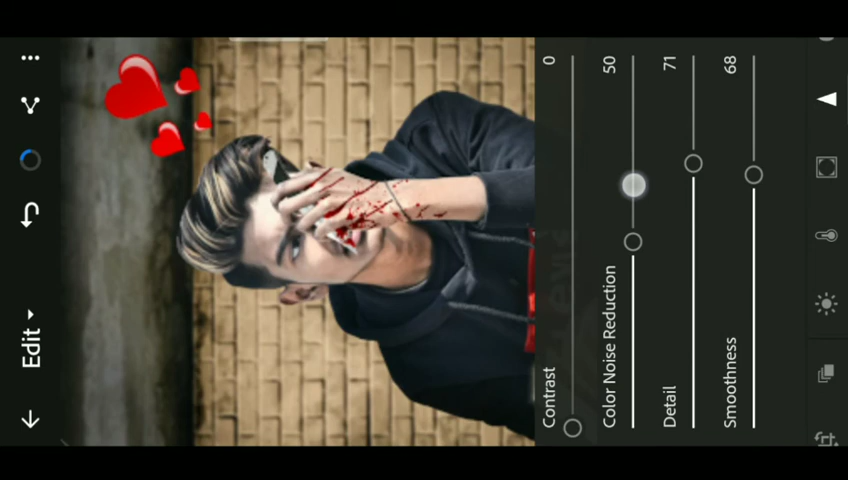 Edit
Contrast 0
Color Noise Reduction 50
Detail 71
Smoothness 68